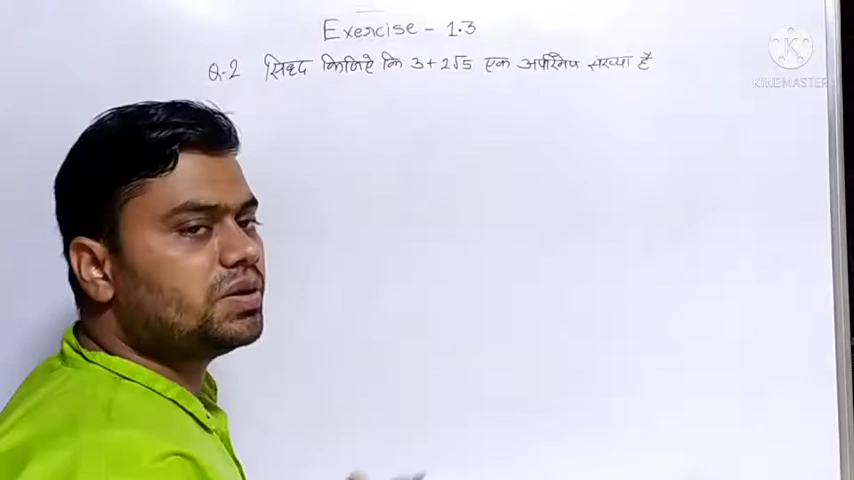 Exercise - 1.3
Q-2 सिध्द किजिऐ कि 3+2√5 एक अपरिमेय संख्या है
K
KINEMASTER